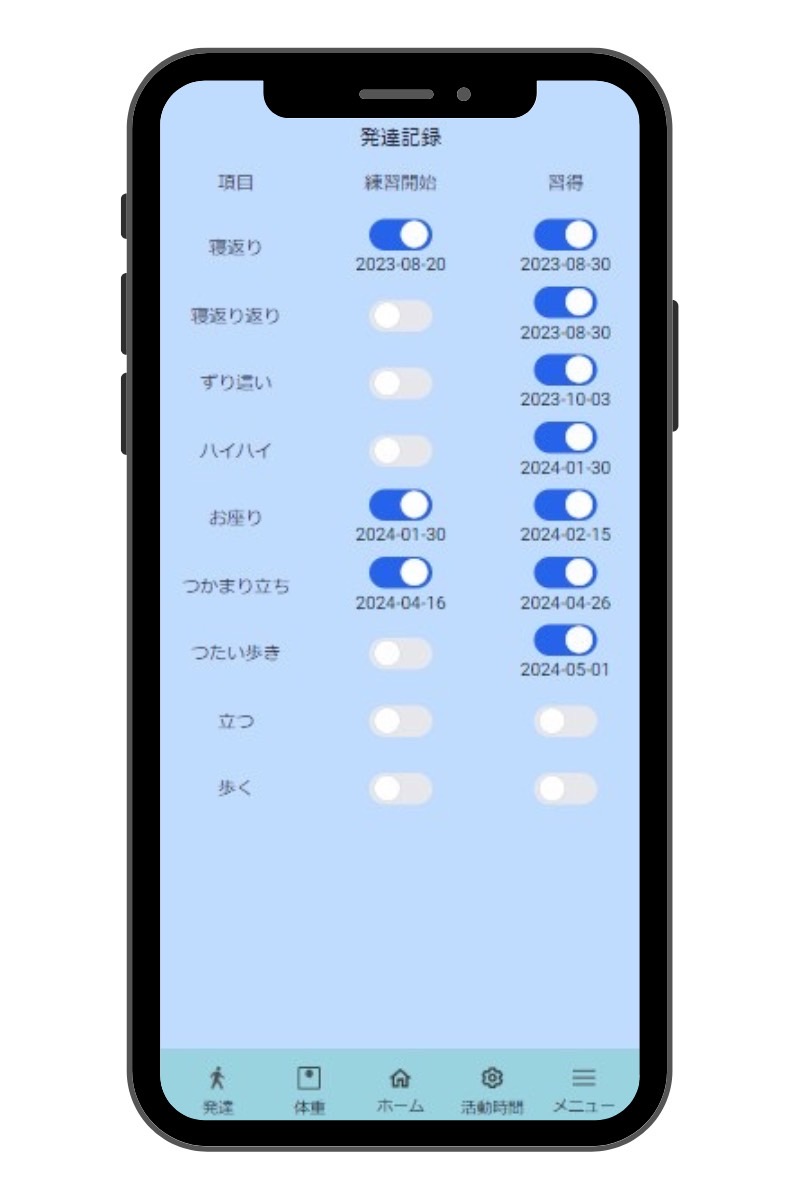 発達記録
項目 練習開始 習得
寝返り 2023-08-20 2023-08-30
寝返り返り 2023-08-30
ずり這い 2023-10-03
ハイハイ 2024-01-30
お座り 2024-01-30 2024-02-15
つかまり立ち 2024-04-16 2024-04-26
つたい歩き 2024-05-01
立つ
歩く
発達 体重 ホーム 活動時間 メニュー